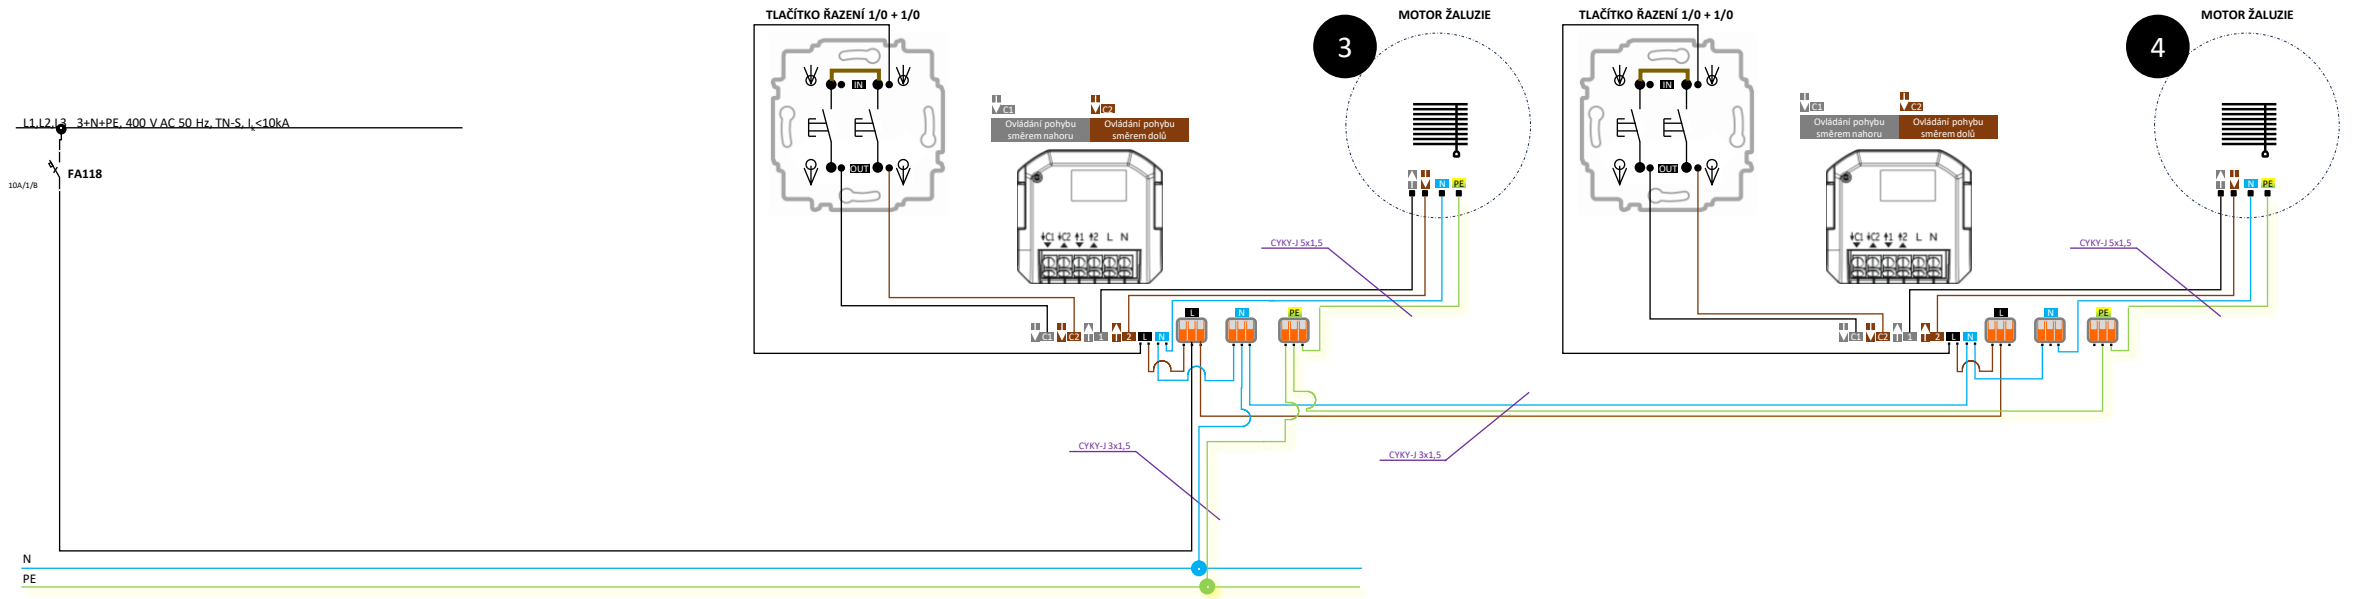 TLAČÍTKO ŘAZENÍ 1/0 + 1/0
MOTOR ŽALUZIE
TLAČÍTKO ŘAZENÍ 1/0 + 1/0
MOTOR ŽALUZIE
3
4
IN
IN
C1
C2
C1
C2
L1,L2,L3 3+N+PE, 400 V AC 50 Hz, TN-S, Ik<10kA
Ovládání pohybu
směrem nahoru
Ovládání pohybu
směrem dolů
Ovládání pohybu
směrem nahoru
Ovládání pohybu
směrem dolů
FA118
10A/1/B
OUT
OUT
N
PE
N
PE
C1 C2 1 2 L N
C1 C2 1 2 L N
CYKY-J 5x1,5
CYKY-J 5x1,5
L
N
PE
L
N
PE
C1
C2
1
2
L
N
C1
C2
1
2
L
N
CYKY-J 3x1,5
CYKY-J 3x1,5
N
PE